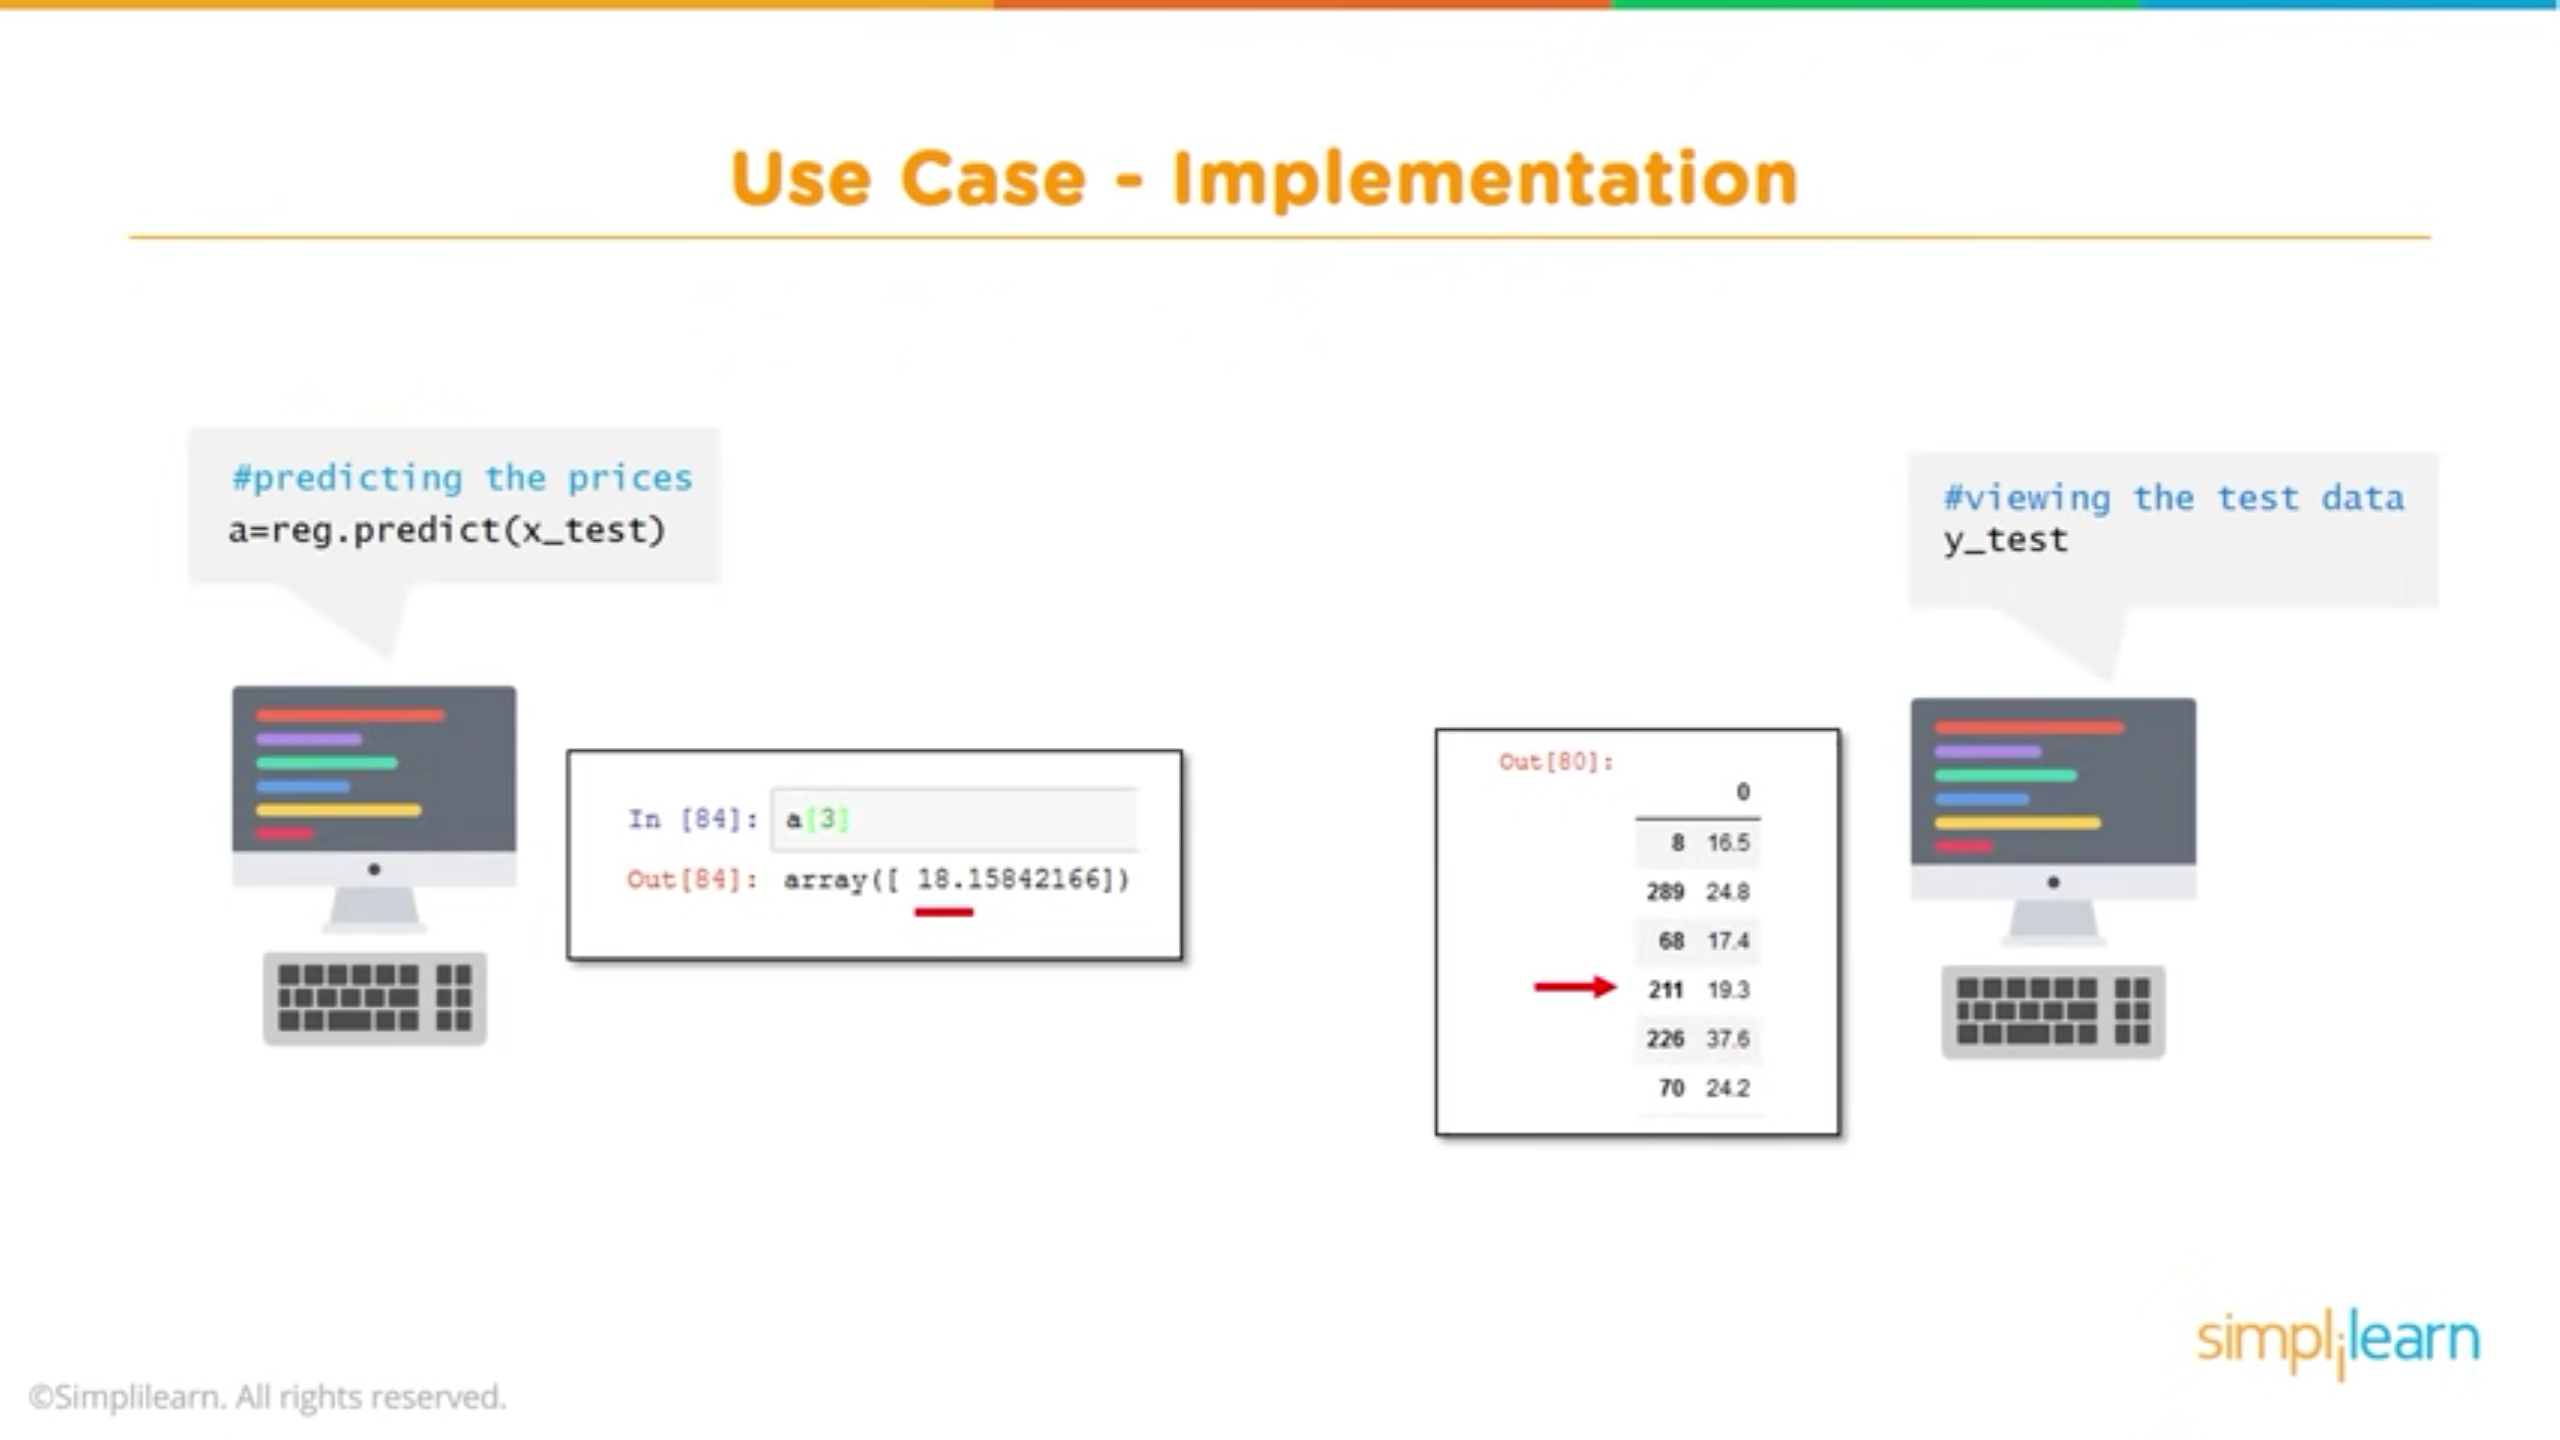 Use Case - Implementation
#predicting the prices
a=reg.predict(x_test)
#viewing the test data
y_test
In [84]: a[3]
Out[84]: array([ 18.15842166])
Out[80]:
0
8 16.5
289 24.8
68 17.4
211 19.3
226 37.6
70 24.2
simplilearn
©Simplilearn. All rights reserved.